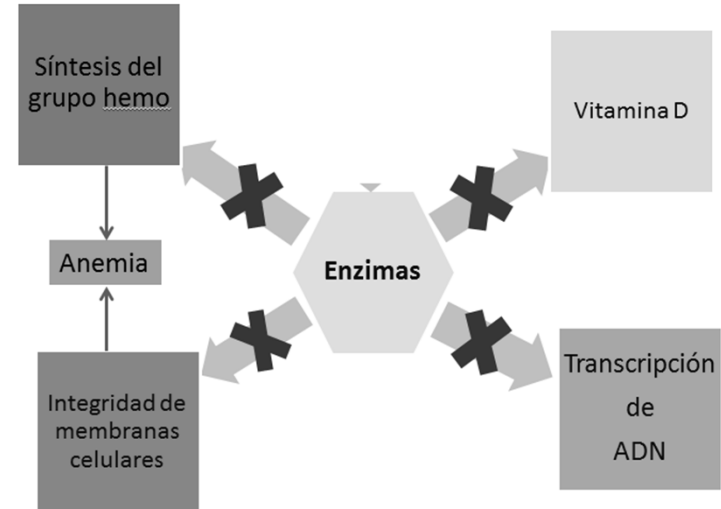 Síntesis del
grupo hemo
Vitamina D
Anemia
Enzimas
Integridad de
membranas
celulares
Transcripción
de
ADN